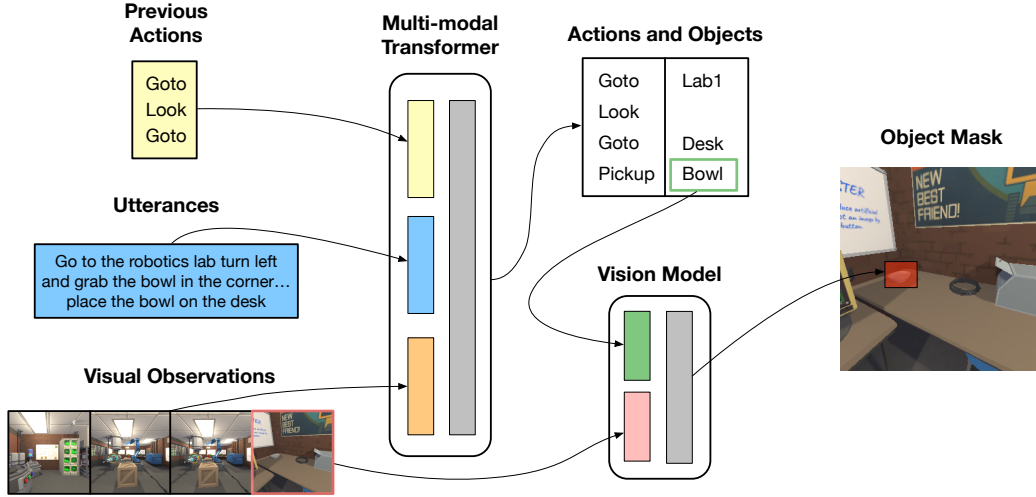 Previous
Actions
Goto
Look
Goto
Utterances
Go to the robotics lab turn left
and grab the bowl in the corner…
place the bowl on the desk
Visual Observations
NEW
BEST
FRIEND!
Multi-modal
Transformer
Actions and Objects
Goto Lab1
Look
Goto Desk
Pickup Bowl
Vision Model
Object Mask
NEW
BEST
FRIEND!
button.